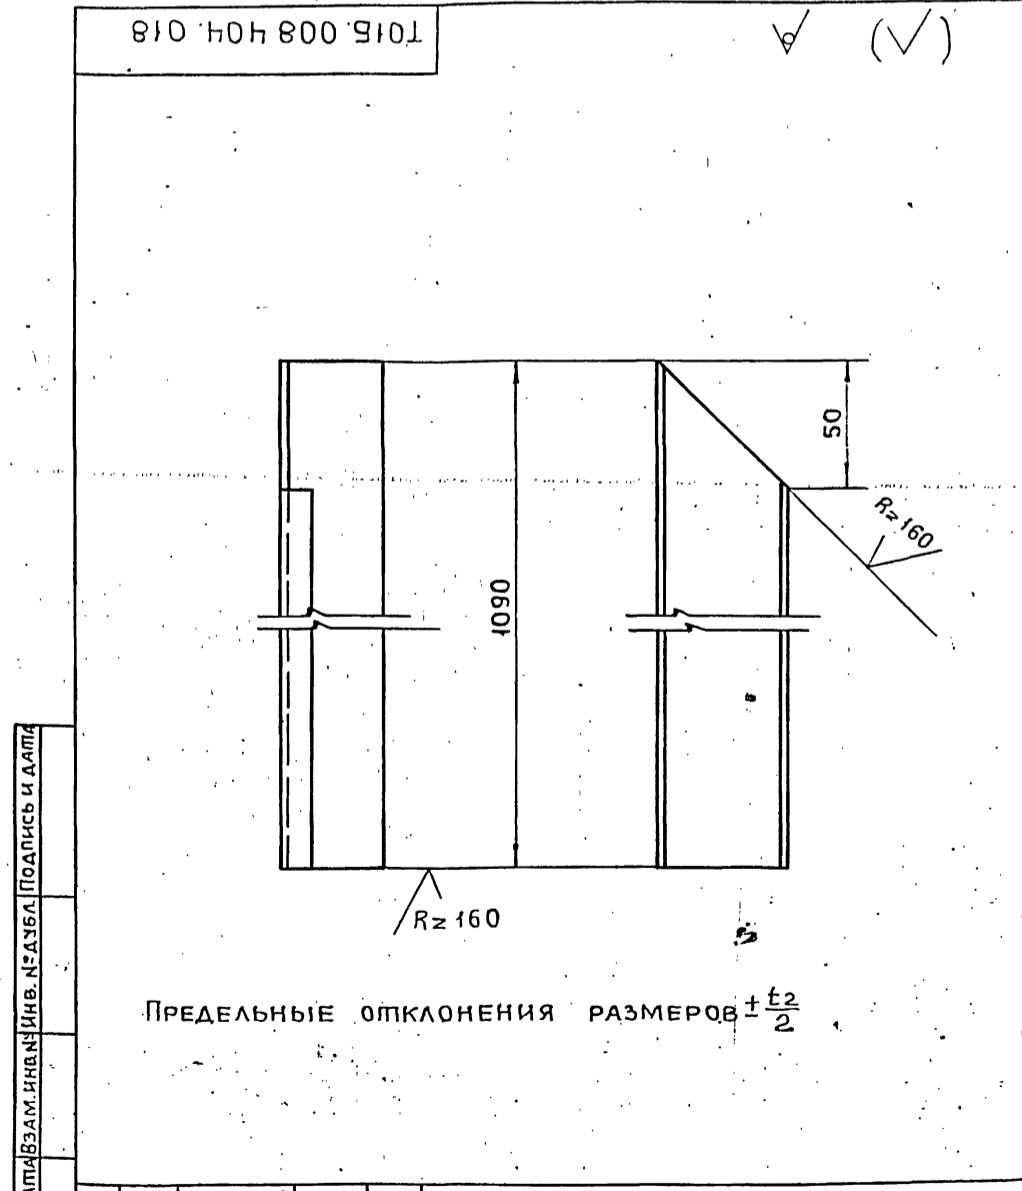 Т015.008 404.018
(√)
50
Rz 160
1090
Rz 160
ПРЕДЕЛЬНЫЕ ОТКЛОНЕНИЯ РАЗМЕРОВ ± t2/2
ПОДПИСЬ И ДАТА
ИНВ. № ДУБЛ.
ВЗАМ. ИНВ. №